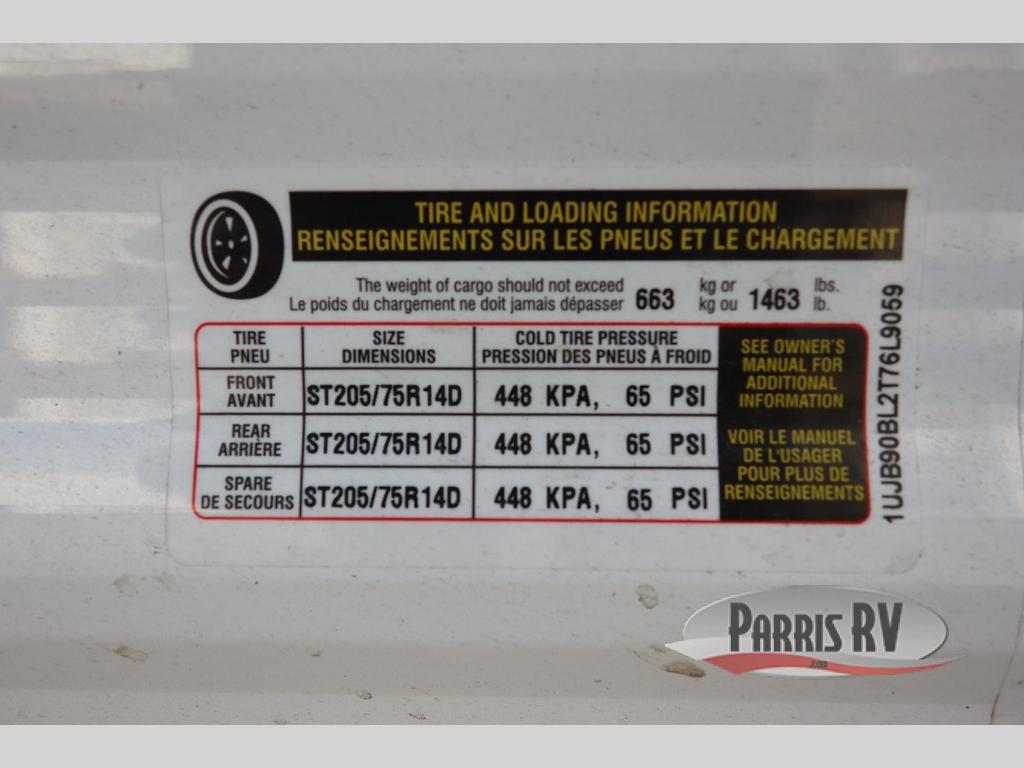 TIRE AND LOADING INFORMATION
RENSEIGNEMENTS SUR LES PNEUS ET LE CHARGEMENT
The weight of cargo should not exceed 663 kg or 1463 lbs.
Le poids du chargement ne doit jamais dépasser kg ou lb.
TIRE SIZE COLD TIRE PRESSURE
PNEU DIMENSIONS PRESSION DES PNEUS À FROID
FRONT
AVANT ST205/75R14D 448 KPA, 65 PSI
REAR
ARRIÈRE ST205/75R14D 448 KPA, 65 PSI
SPARE
DE SECOURS ST205/75R14D 448 KPA, 65 PSI
SEE OWNER'S
MANUAL FOR
ADDITIONAL
INFORMATION
VOIR LE MANUEL
DE L'USAGER
POUR PLUS DE
RENSEIGNEMENTS
1UJB90BL2T76L9059
PARRIS RV
.com